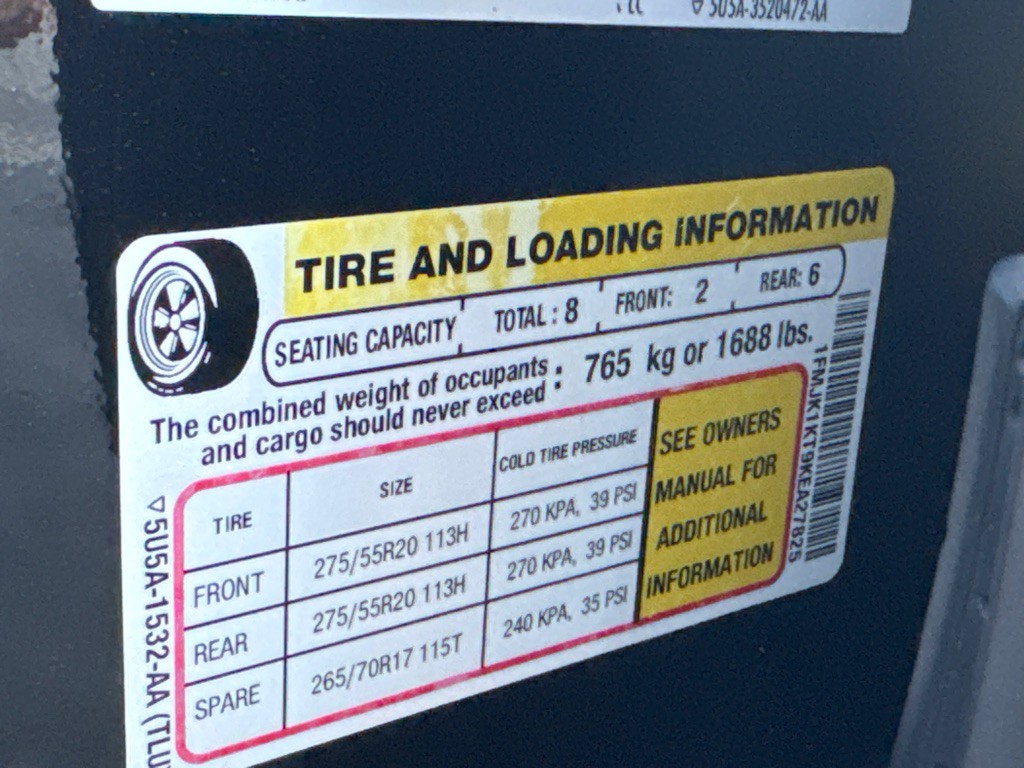 5U5A-3520472-AA
TIRE AND LOADING INFORMATION
SEATING CAPACITY TOTAL : 8 FRONT: 2 REAR: 6
The combined weight of occupants
and cargo should never exceed : 765 kg or 1688 lbs.
TIRE SIZE COLD TIRE PRESSURE
FRONT 275/55R20 113H 270 KPA, 39 PSI
REAR 275/55R20 113H 270 KPA, 39 PSI
SPARE 265/70R17 115T 240 KPA, 35 PSI
SEE OWNERS
MANUAL FOR
ADDITIONAL
INFORMATION
1FMJK1KT9KEA27825
5U5A-1532-AA (TLU